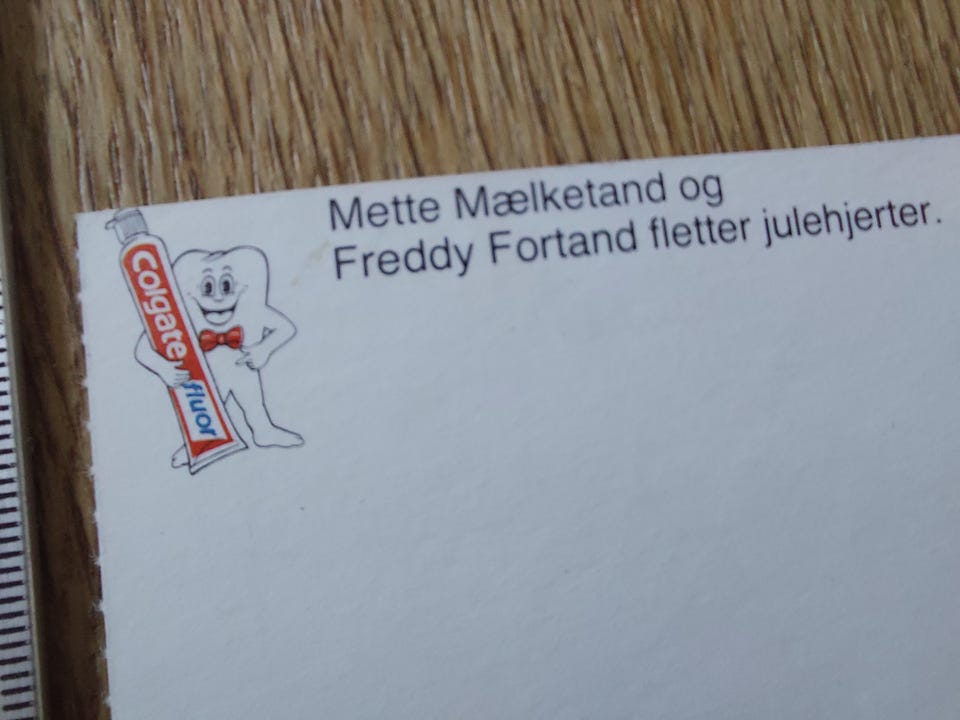 Mette Mælketand og
Freddy Fortand fletter julehjerter.
Colgate
fluor